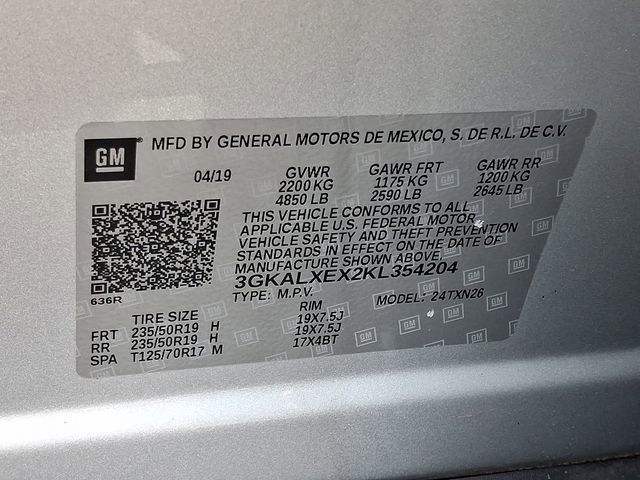 GM
® MFD BY GENERAL MOTORS DE MEXICO, S. DE R.L. DE C.V.
04/19 GVWR GAWR FRT GAWR RR
2200 KG 1175 KG 1200 KG
4850 LB 2590 LB 2645 LB
THIS VEHICLE CONFORMS TO ALL
APPLICABLE U.S. FEDERAL MOTOR
VEHICLE SAFETY AND THEFT PREVENTION
STANDARDS IN EFFECT ON THE DATE OF
MANUFACTURE SHOWN ABOVE.
3GKALXEX2KL354204
636R
TYPE: M.P.V. MODEL: 24TXN26
TIRE SIZE RIM
FRT 235/50R19 H 19X7.5J
RR 235/50R19 H 19X7.5J
SPA T125/70R17 M 17X4BT